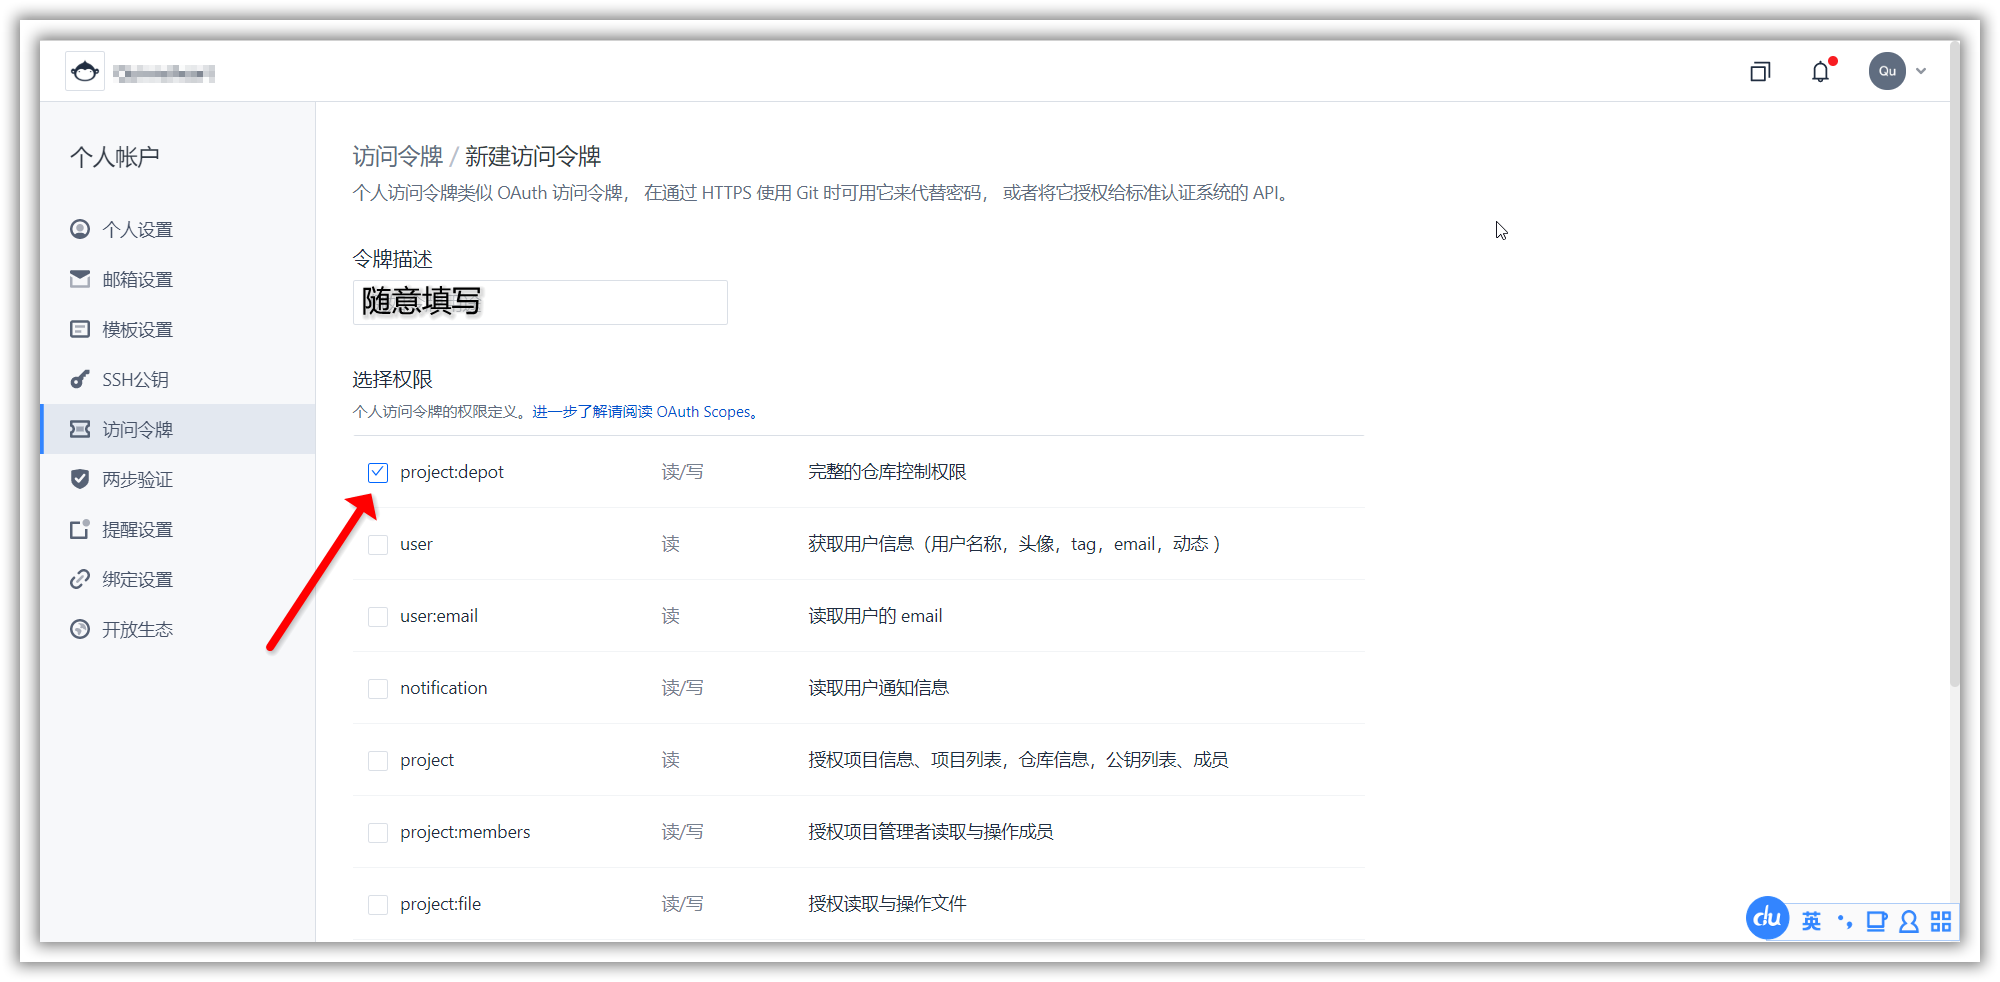 Qu
个人帐户
个人设置
邮箱设置
模板设置
SSH公钥
访问令牌
两步验证
提醒设置
绑定设置
开放生态
访问令牌 / 新建访问令牌
个人访问令牌类似 OAuth 访问令牌， 在通过 HTTPS 使用 Git 时可用它来代替密码， 或者将它授权给标准认证系统的 API。
令牌描述
随意填写
选择权限
个人访问令牌的权限定义。进一步了解请阅读 OAuth Scopes。
project:depot 读/写 完整的仓库控制权限
user 读 获取用户信息（用户名称，头像，tag，email，动态 ）
user:email 读 读取用户的 email
notification 读/写 读取用户通知信息
project 读 授权项目信息、项目列表，仓库信息，公钥列表、成员
project:members 读/写 授权项目管理者读取与操作成员
project:file 读/写 授权读取与操作文件
du 英